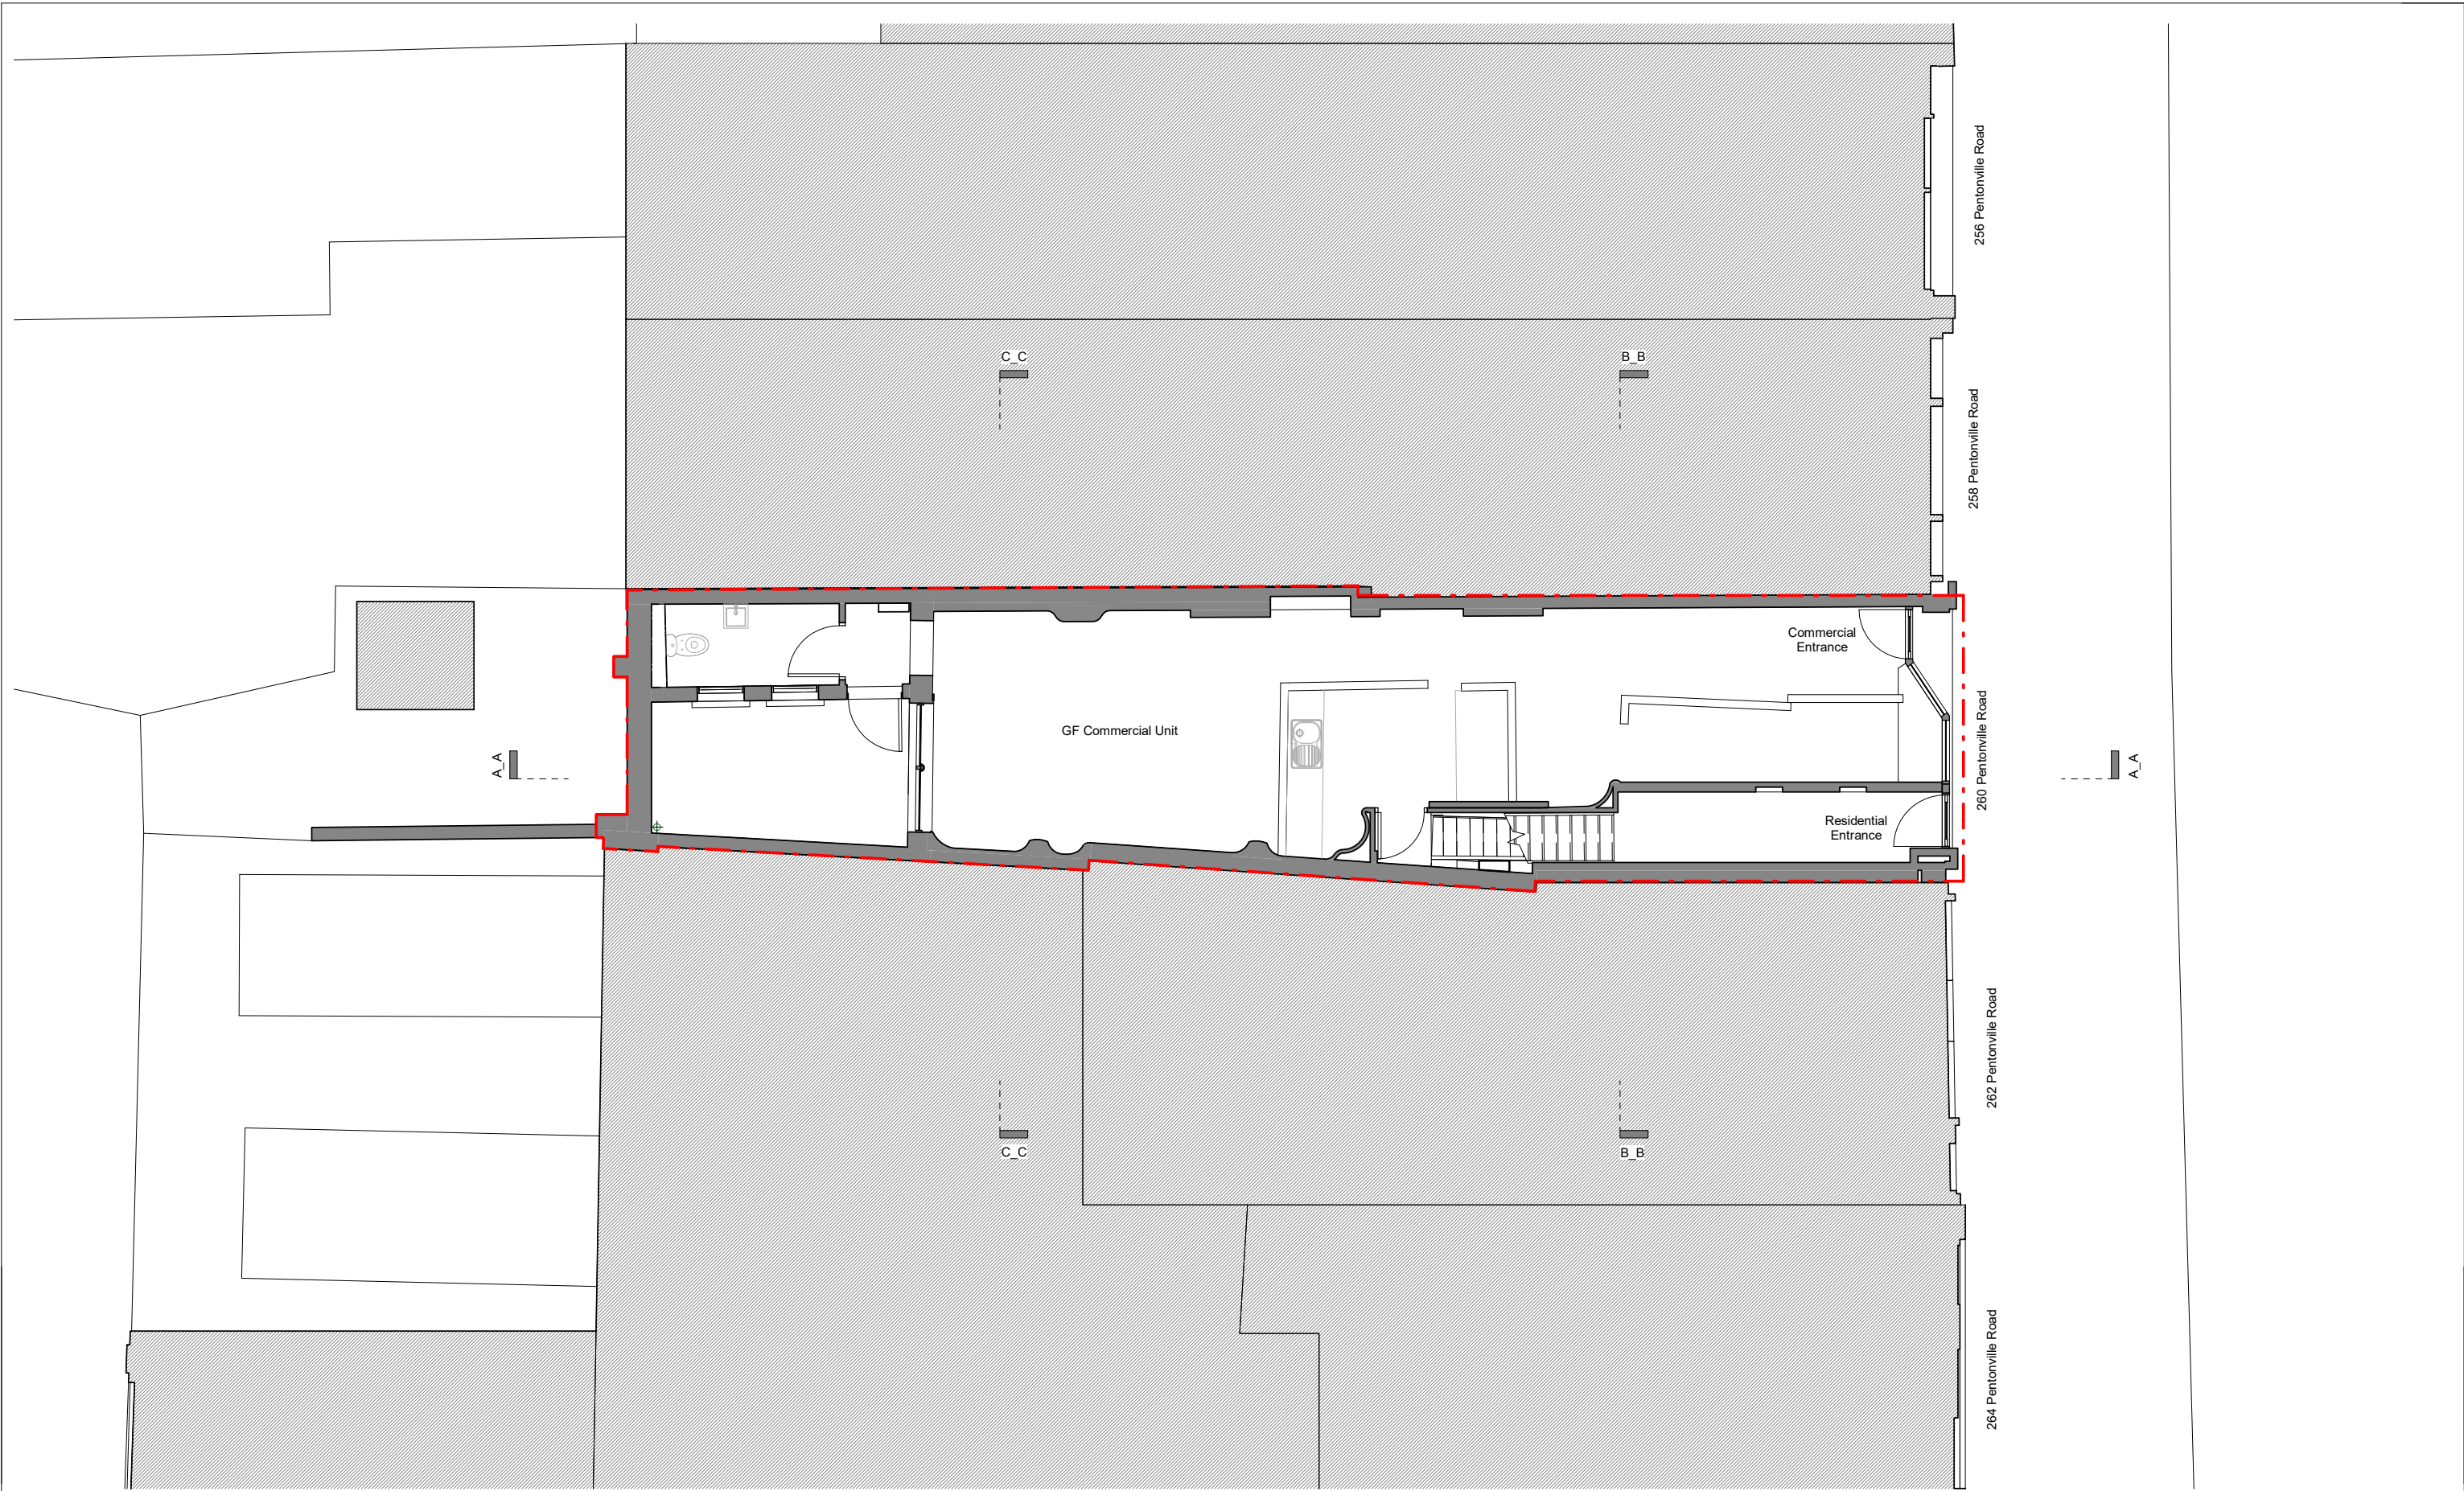 256 Pentonville Road
C_C
B_B
258 Pentonville Road
Commercial
Entrance
GF Commercial Unit
260 Pentonville Road
A_A
A_A
Residential
Entrance
262 Pentonville Road
C_C
B_B
264 Pentonville Road